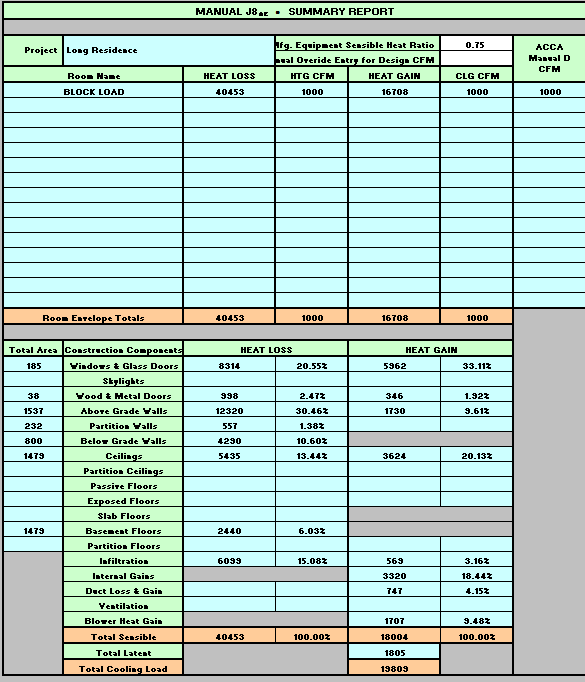 MANUAL J8AE - SUMMARY REPORT
Project Long Residence Mfg. Equipment Sensible Heat Ratio 0.75 ACCA
nual Overide Entry for Design CFM Manual D
Room Name HEAT LOSS HTG CFM HEAT GAIN CLG CFM CFM
BLOCK LOAD 40453 1000 16708 1000 1000
Room Envelope Totals 40453 1000 16708 1000
Total Area Construction Components HEAT LOSS HEAT GAIN
185 Windows & Glass Doors 8314 20.55% 5962 33.11%
Skylights
38 Wood & Metal Doors 998 2.47% 346 1.92%
1537 Above Grade Walls 12320 30.46% 1730 9.61%
232 Partition Walls 557 1.38%
800 Below Grade Walls 4290 10.60%
1479 Ceilings 5435 13.44% 3624 20.13%
Partition Ceilings
Passive Floors
Exposed Floors
Slab Floors
1479 Basement Floors 2440 6.03%
Partition Floors
Infiltration 6099 15.08% 569 3.16%
Internal Gains 3320 18.44%
Duct Loss & Gain 747 4.15%
Ventilation
Blower Heat Gain 1707 9.48%
Total Sensible 40453 100.00% 18004 100.00%
Total Latent 1805
Total Cooling Load 19809